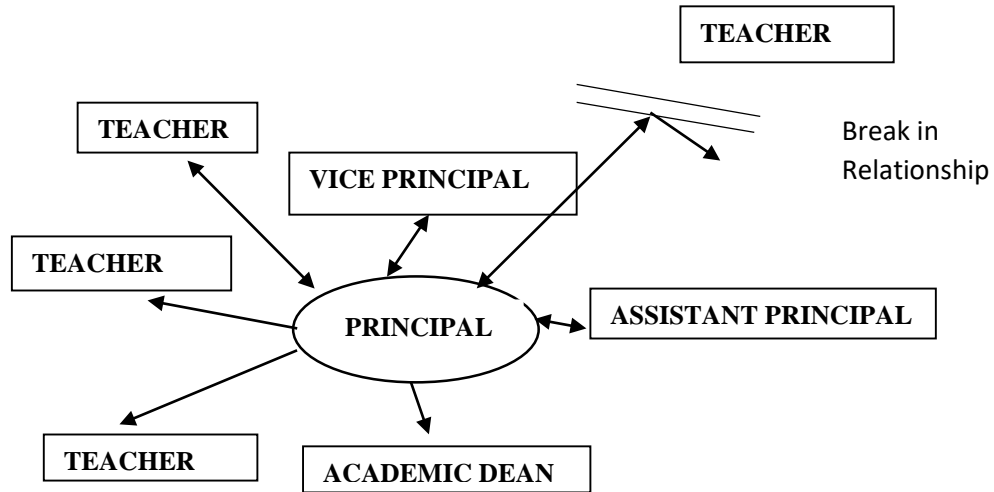 TEACHER
TEACHER
Break in
Relationship
VICE PRINCIPAL
TEACHER
PRINCIPAL
ASSISTANT PRINCIPAL
TEACHER
ACADEMIC DEAN